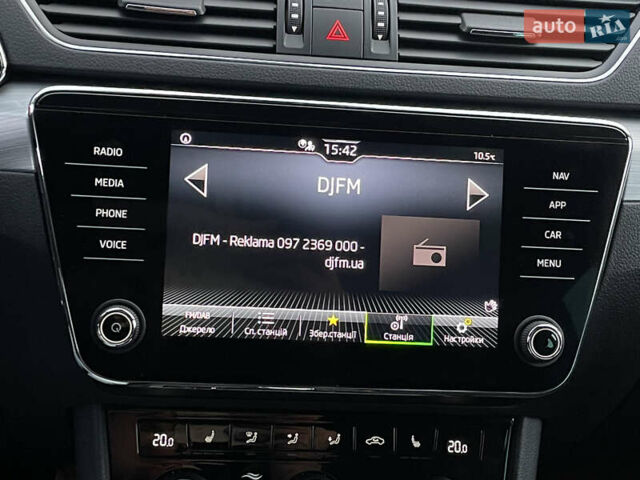 auto RIA
.com
15:42
10.5°C
RADIO
MEDIA
PHONE
VOICE
NAV
APP
CAR
MENU
DJFM
DJFM - Reklama 097 2369 000 -
djfm.ua
FM/DAB
Джерело
Сп. станцій
Збер.станції
Станція
Настройки
20.0
20.0